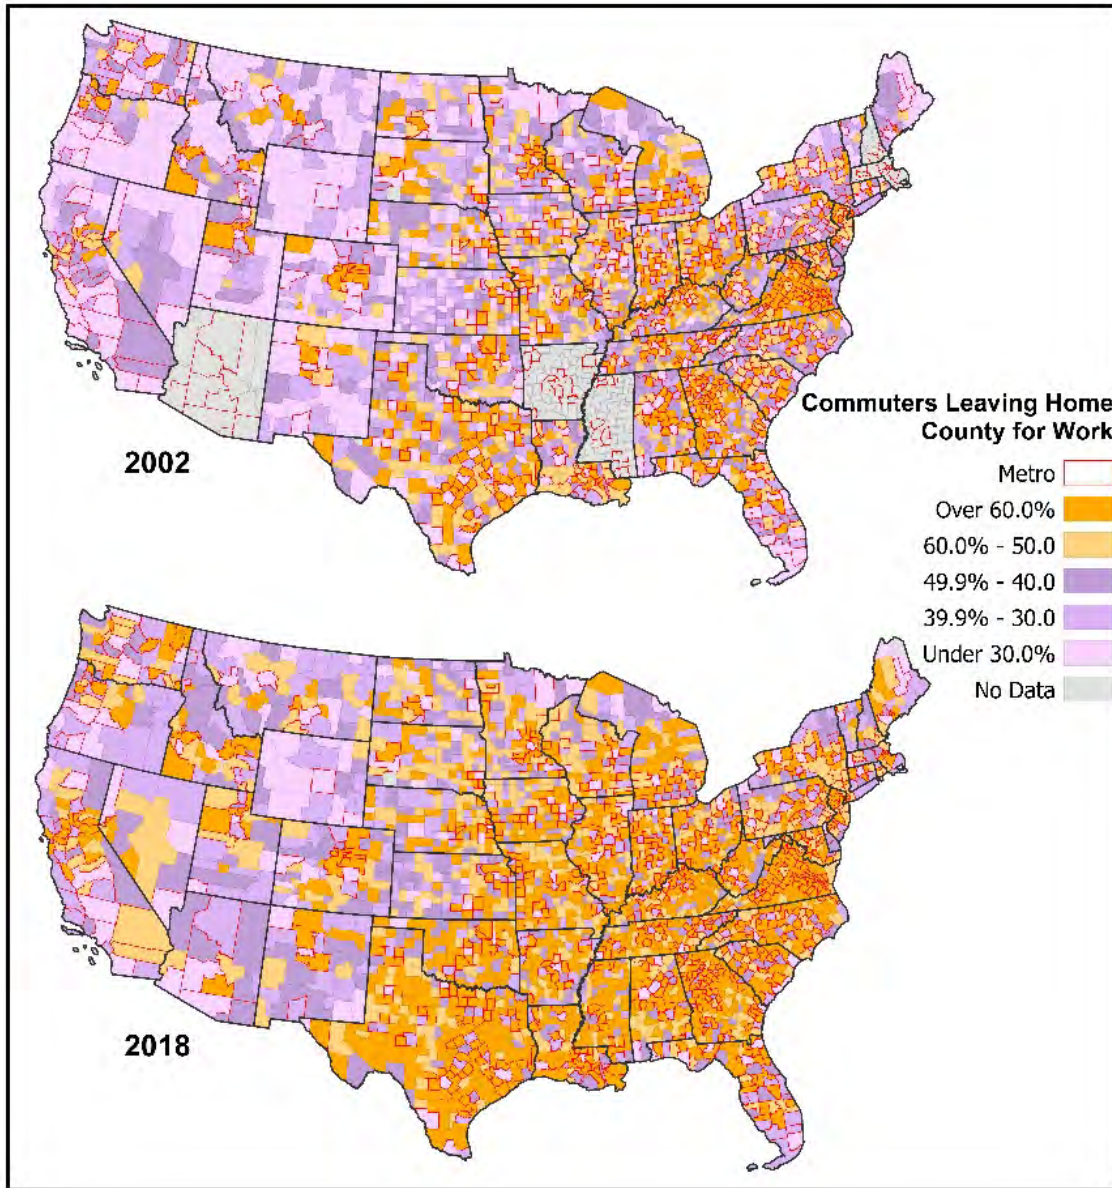 2002
Commuters Leaving Home
County for Work
Metro
Over 60.0%
60.0% - 50.0
49.9% - 40.0
39.9% - 30.0
Under 30.0%
No Data
2018